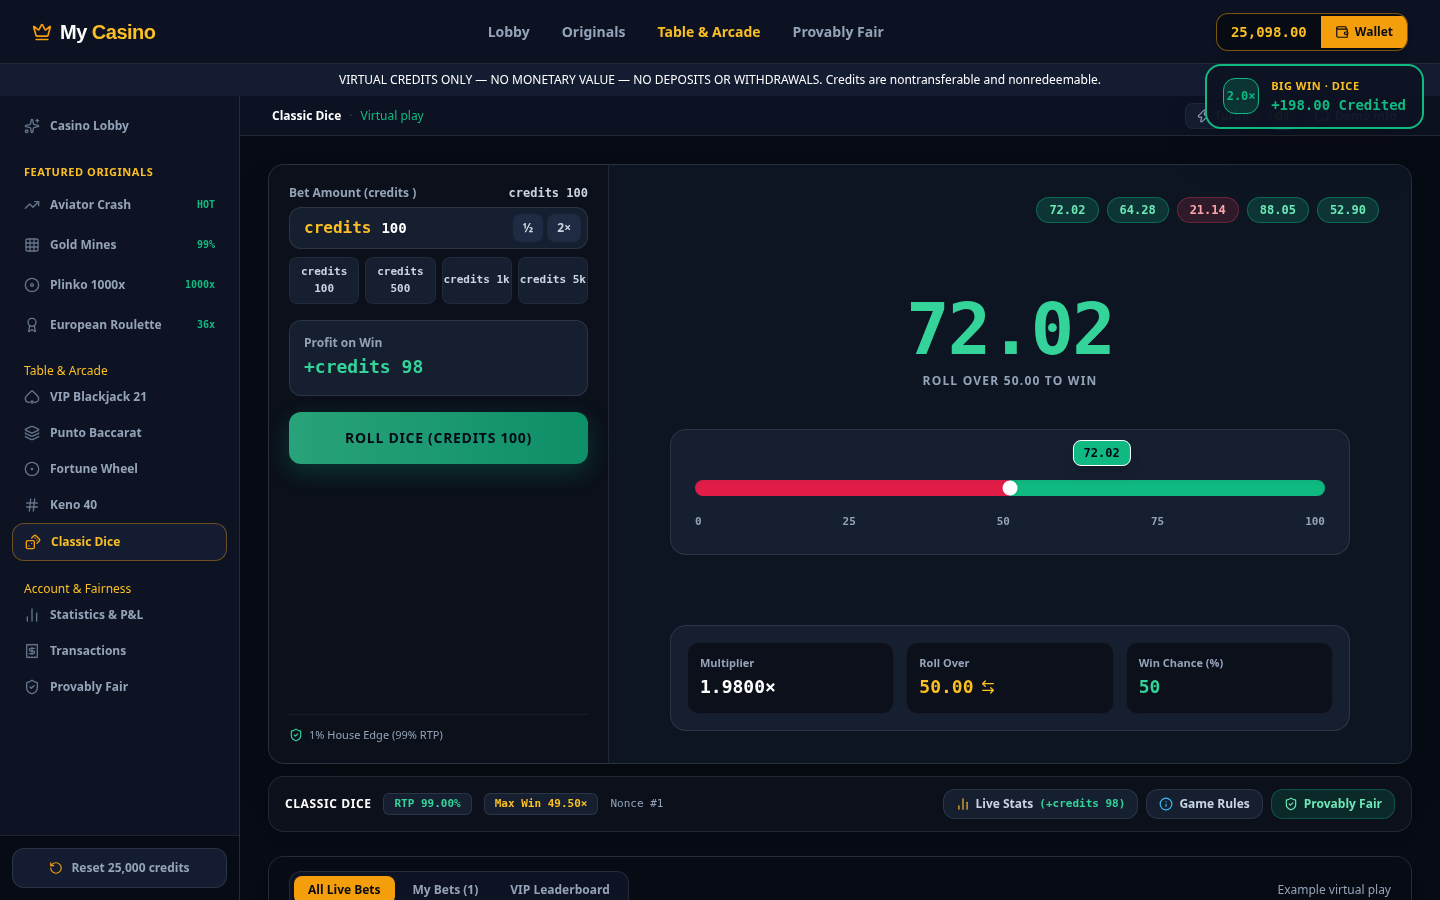 My Casino
Lobby
Originals
Table & Arcade
Provably Fair
25,098.00
Wallet
VIRTUAL CREDITS ONLY — NO MONETARY VALUE — NO DEPOSITS OR WITHDRAWALS. Credits are nontransferable and nonredeemable.
2.0×
BIG WIN · DICE
+198.00 Credited
Casino Lobby
FEATURED ORIGINALS
Aviator Crash HOT
Gold Mines 99%
Plinko 1000x 1000x
European Roulette 36x
Table & Arcade
VIP Blackjack 21
Punto Baccarat
Fortune Wheel
Keno 40
Classic Dice
Account & Fairness
Statistics & P&L
Transactions
Provably Fair
Reset 25,000 credits
Classic Dice · Virtual play
Bet Amount (credits ) credits 100
credits 100 ½ 2×
credits 100
credits 500
credits 1k
credits 5k
Profit on Win
+credits 98
ROLL DICE (CREDITS 100)
1% House Edge (99% RTP)
72.02 64.28 21.14 88.05 52.90
72.02
ROLL OVER 50.00 TO WIN
72.02
0 25 50 75 100
Multiplier
1.9800×
Roll Over
50.00
Win Chance (%)
50
CLASSIC DICE RTP 99.00% Max Win 49.50× Nonce #1
Live Stats (+credits 98)
Game Rules
Provably Fair
All Live Bets
My Bets (1)
VIP Leaderboard
Example virtual play